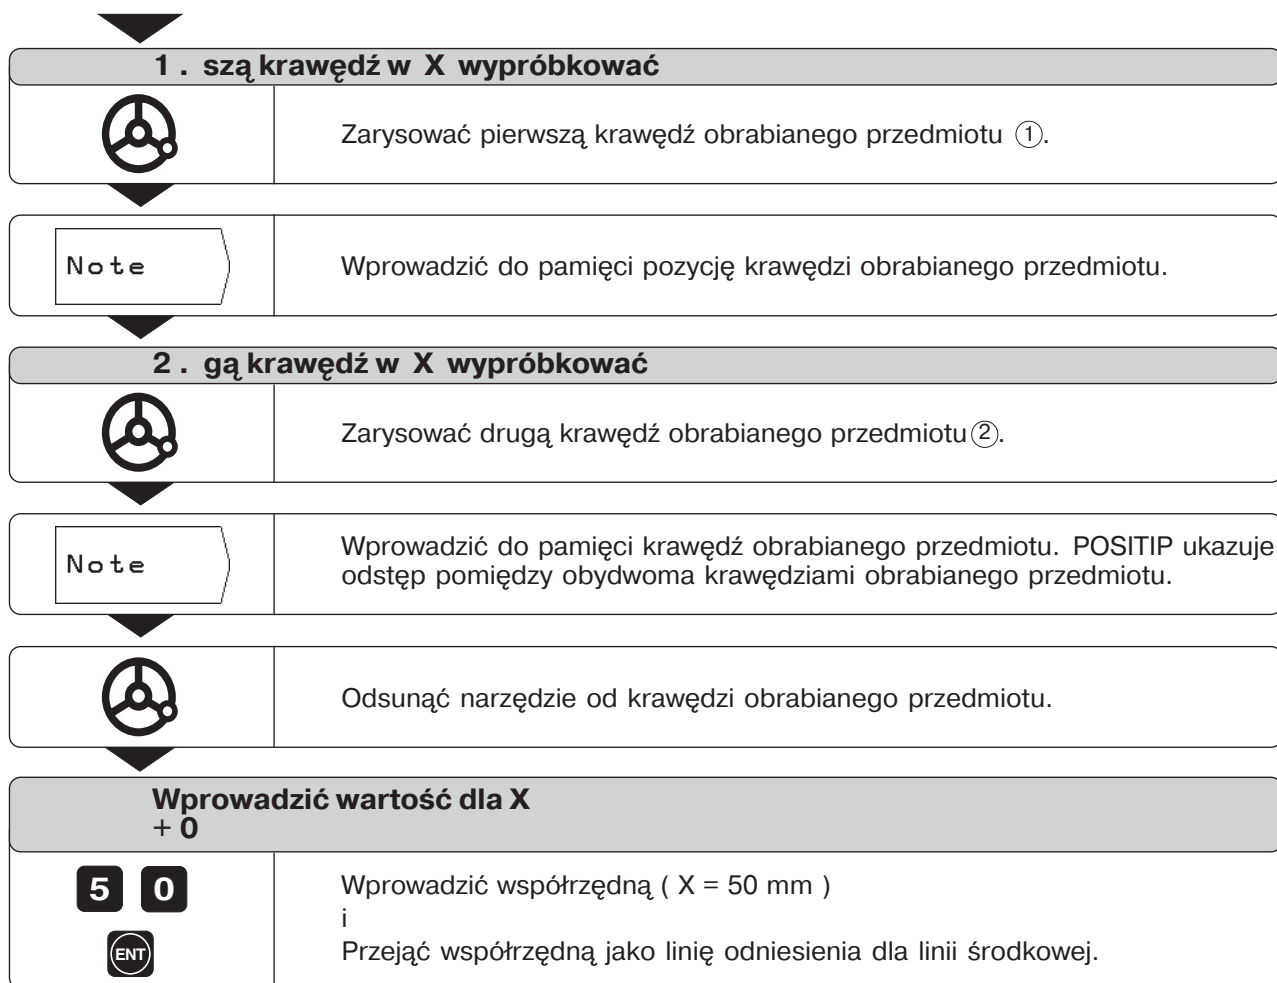 1. szą krawędź w X wypróbkować
Zarysować pierwszą krawędź obrabianego przedmiotu ①.
Note
Wprowadzić do pamięci pozycję krawędzi obrabianego przedmiotu.
2. gą krawędź w X wypróbkować
Zarysować drugą krawędź obrabianego przedmiotu ②.
Note
Wprowadzić do pamięci krawędź obrabianego przedmiotu. POSITIP ukazuje
odstęp pomiędzy obydwoma krawędziami obrabianego przedmiotu.
Odsunąć narzędzie od krawędzi obrabianego przedmiotu.
Wprowadzić wartość dla X
+ 0
5 0
Wprowadzić współrzędną ( X = 50 mm )
i
ENT
Przejąć współrzędną jako linię odniesienia dla linii środkowej.